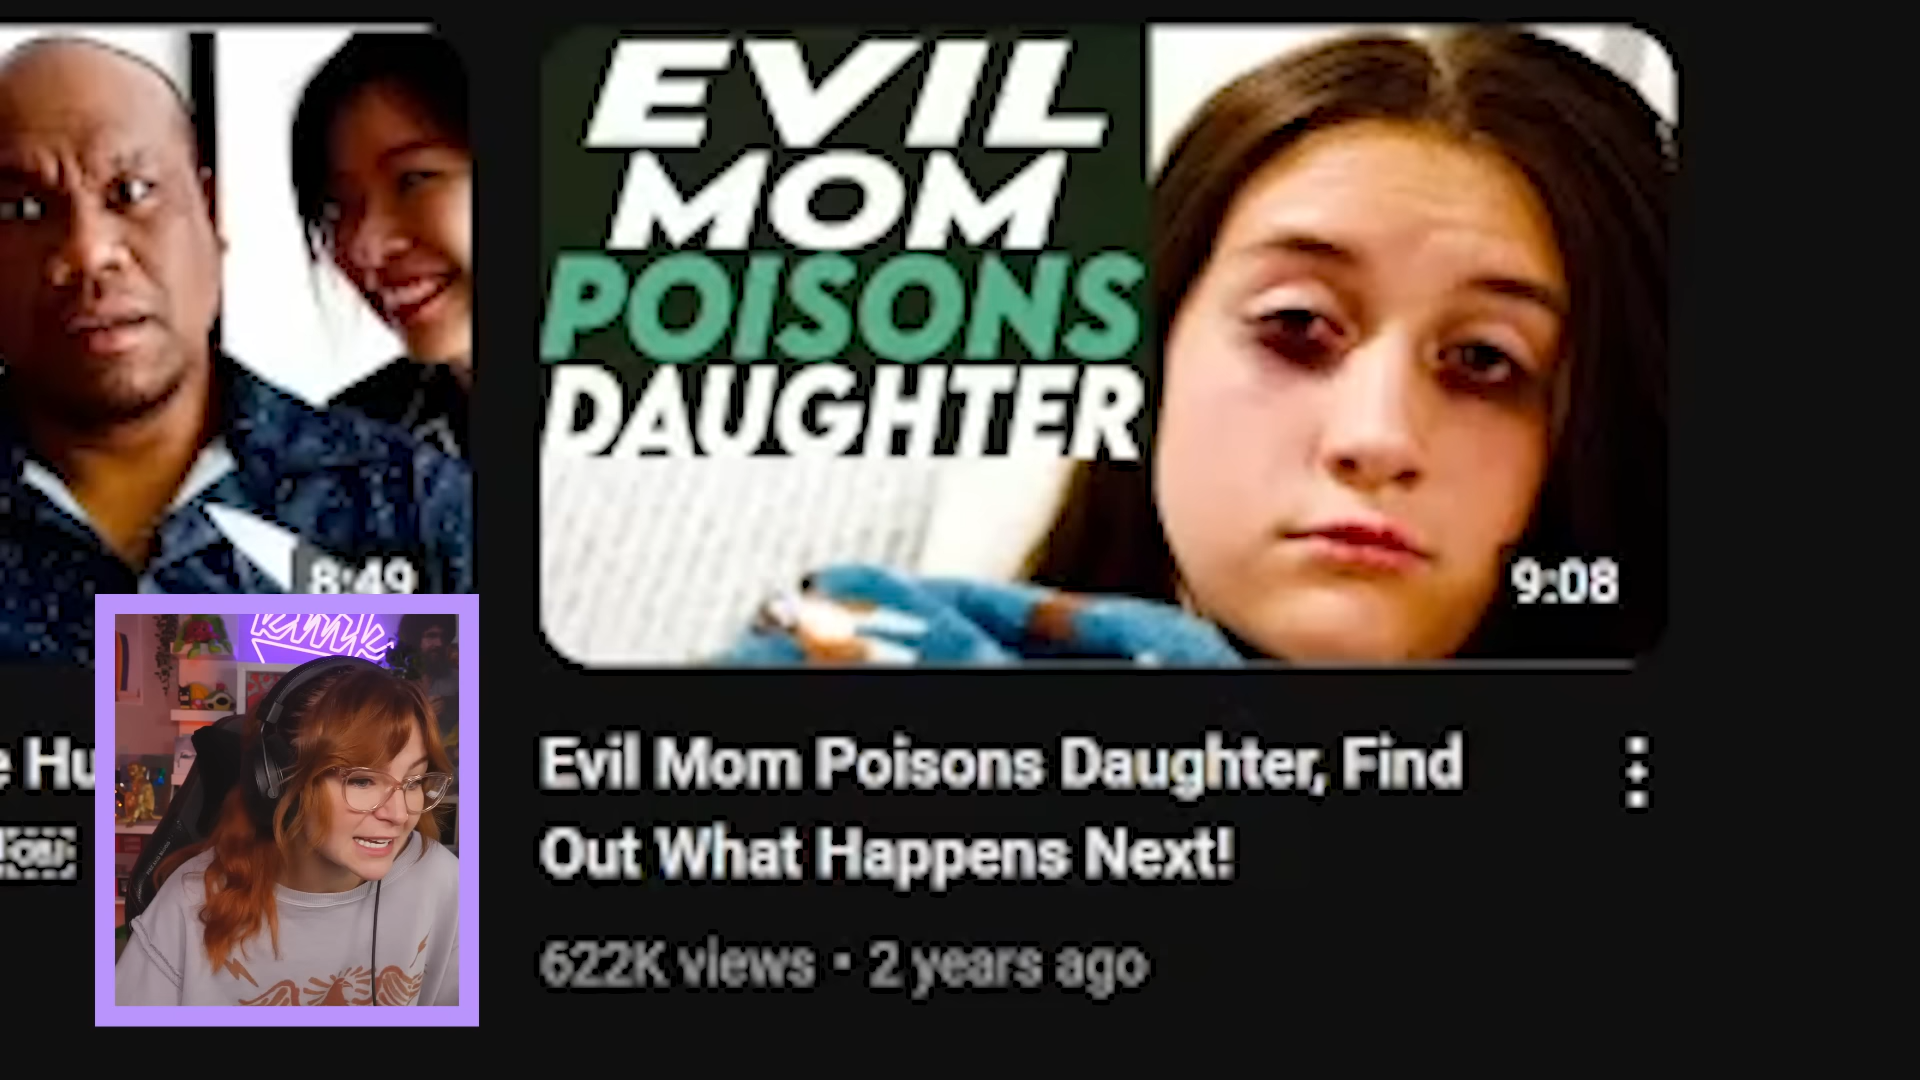 EVIL
MOM
POISONS
DAUGHTER
8:49
9:08
Evil Mom Poisons Daughter, Find
Out What Happens Next!
622K views • 2 years ago